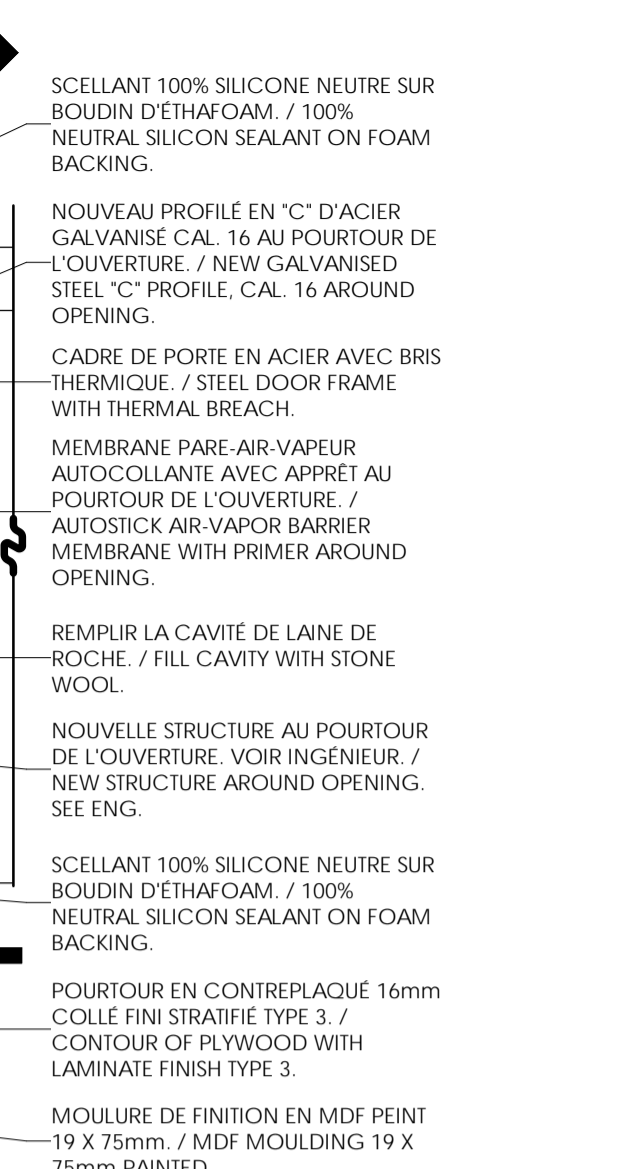 SCELLANT 100% SILICONE NEUTRE SUR
BOUDIN D'ÉTHAFOAM. / 100%
NEUTRAL SILICON SEALANT ON FOAM
BACKING.
NOUVEAU PROFILÉ EN "C" D'ACIER
GALVANISÉ CAL. 16 AU POURTOUR DE
L'OUVERTURE. / NEW GALVANISED
STEEL "C" PROFILE, CAL. 16 AROUND
OPENING.
CADRE DE PORTE EN ACIER AVEC BRIS
THERMIQUE. / STEEL DOOR FRAME
WITH THERMAL BREACH.
MEMBRANE PARE-AIR-VAPEUR
AUTOCOLLANTE AVEC APPRÊT AU
POURTOUR DE L'OUVERTURE. /
AUTOSTICK AIR-VAPOR BARRIER
MEMBRANE WITH PRIMER AROUND
OPENING.
REMPLIR LA CAVITÉ DE LAINE DE
ROCHE. / FILL CAVITY WITH STONE
WOOL.
NOUVELLE STRUCTURE AU POURTOUR
DE L'OUVERTURE. VOIR INGÉNIEUR. /
NEW STRUCTURE AROUND OPENING.
SEE ENG.
SCELLANT 100% SILICONE NEUTRE SUR
BOUDIN D'ÉTHAFOAM. / 100%
NEUTRAL SILICON SEALANT ON FOAM
BACKING.
POURTOUR EN CONTREPLAQUÉ 16mm
COLLÉ FINI STRATIFIÉ TYPE 3. /
CONTOUR OF PLYWOOD WITH
LAMINATE FINISH TYPE 3.
MOULURE DE FINITION EN MDF PEINT
19 X 75mm. / MDF MOULDING 19 X
75mm PAINTED